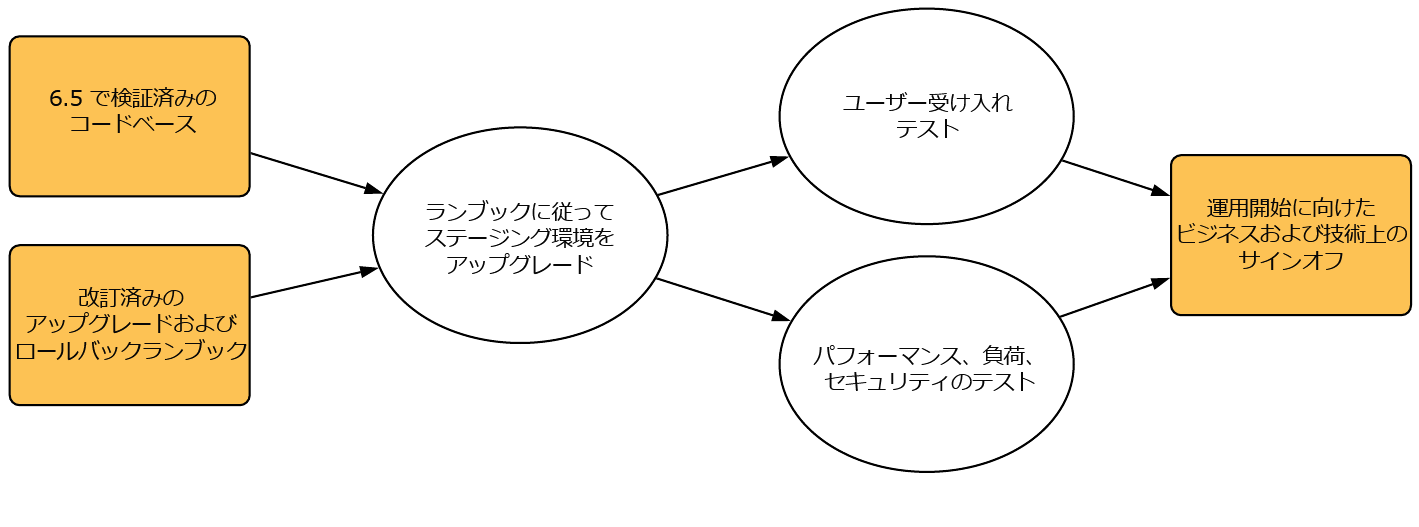 6.5 で検証済みの
コードベース
改訂済みの
アップグレードおよび
ロールバックランブック
ランブックに従って
ステージング環境を
アップグレード
ユーザー受け入れ
テスト
パフォーマンス、負荷、
セキュリティのテスト
運用開始に向けた
ビジネスおよび技術上の
サインオフ